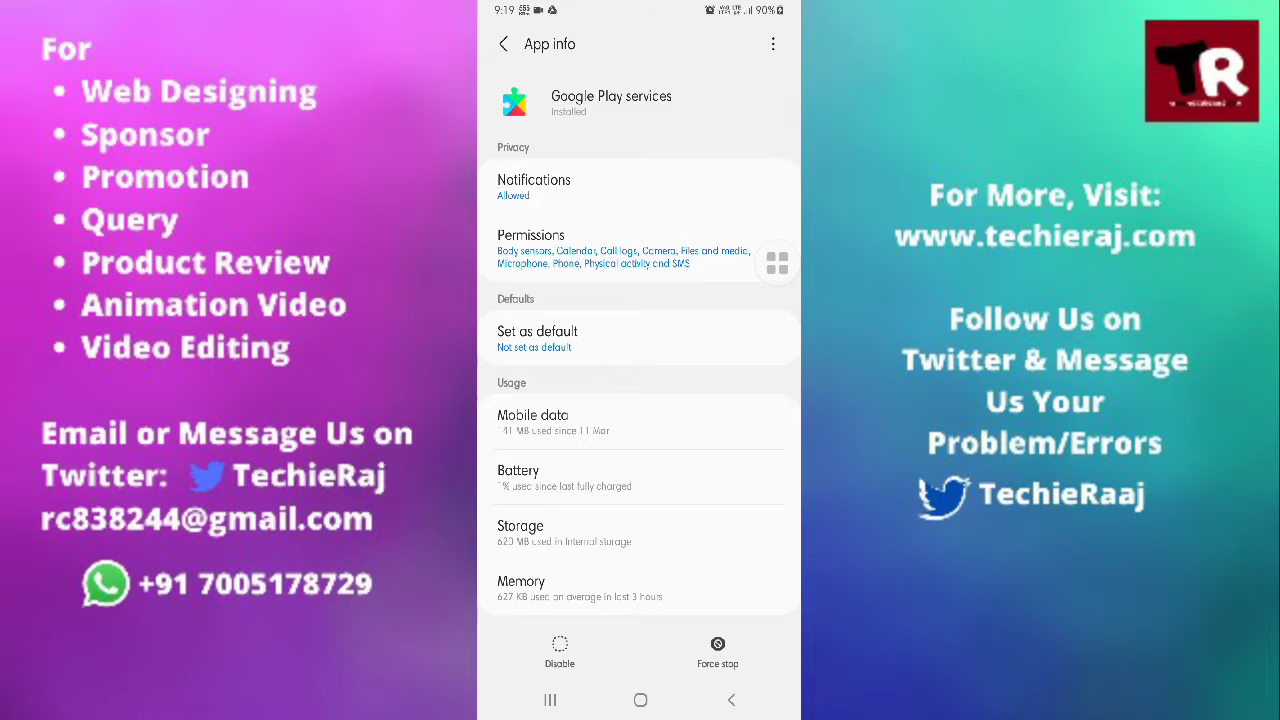 For
• Web Designing
• Sponsor
• Promotion
• Query
• Product Review
• Animation Video
• Video Editing
Email or Message Us on
Twitter: TechieRaj
rc838244@gmail.com
+91 7005178729
9:19
90%
App info
Google Play services
Installed
Privacy
Notifications
Allowed
Permissions
Body sensors, Calendar, Call logs, Camera, Files and media,
Microphone, Phone, Physical activity and SMS
Defaults
Set as default
Not set as default
Usage
Mobile data
141 MB used since 11 Mar
Battery
1% used since last fully charged
Storage
620 MB used in Internal storage
Memory
627 KB used on average in last 3 hours
Disable
Force stop
TR
For More, Visit:
www.techieraj.com
Follow Us on
Twitter & Message
Us Your
Problem/Errors
TechieRaaj